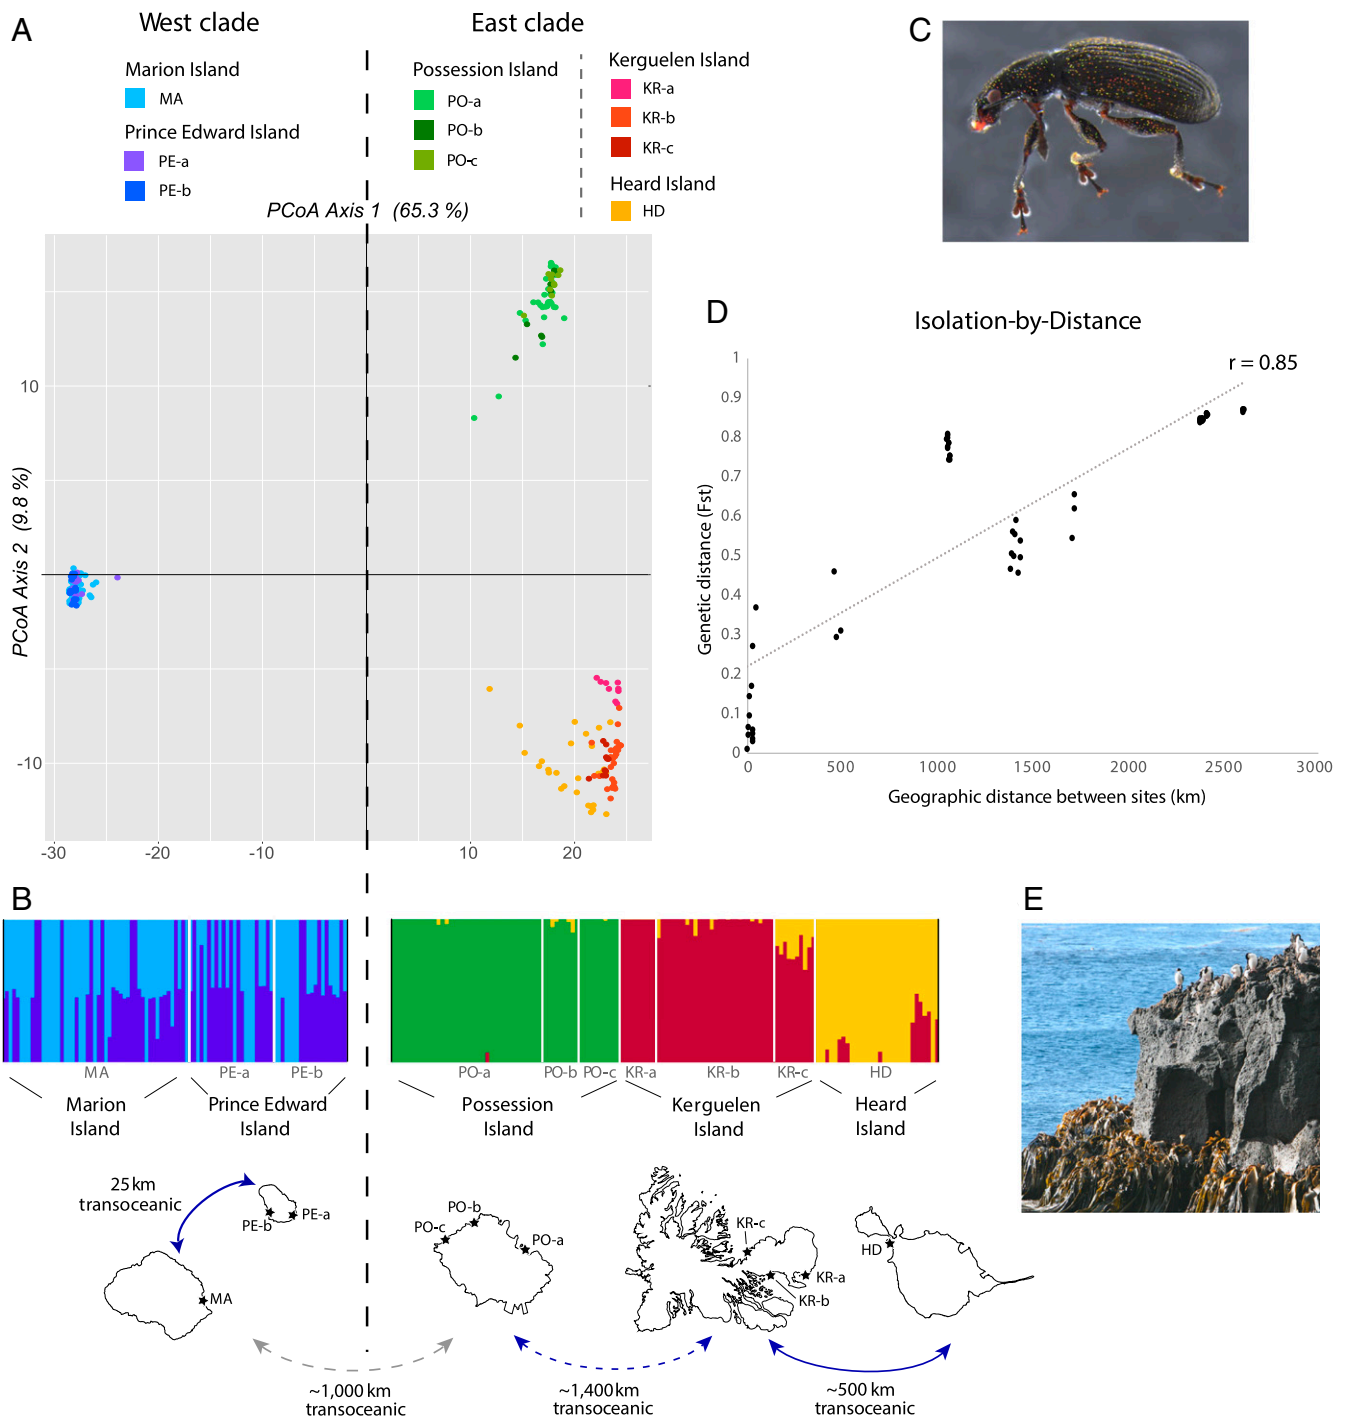 A
West clade
East clade
Marion Island
MA
Prince Edward Island
PE-a
PE-b
Possession Island
PO-a
PO-b
PO-c
Kerguelen Island
KR-a
KR-b
KR-c
Heard Island
HD
PCoA Axis 1 (65.3 %)
PCoA Axis 2 (9.8 %)
10
-10
-30
-20
-10
10
20
C
D
Isolation-by-Distance
r = 0.85
Genetic distance (Fst)
1
0.9
0.8
0.7
0.6
0.5
0.4
0.3
0.2
0.1
0
0
500
1000
1500
2000
2500
3000
Geographic distance between sites (km)
B
MA
PE-a
PE-b
PO-a
PO-b
PO-c
KR-a
KR-b
KR-c
HD
Marion
Island
Prince Edward
Island
Possession
Island
Kerguelen
Island
Heard
Island
25 km
transoceanic
PE-b
PE-a
MA
PO-b
PO-c
PO-a
KR-c
KR-a
KR-b
HD
~1,000 km
transoceanic
~1,400 km
transoceanic
~500 km
transoceanic
E